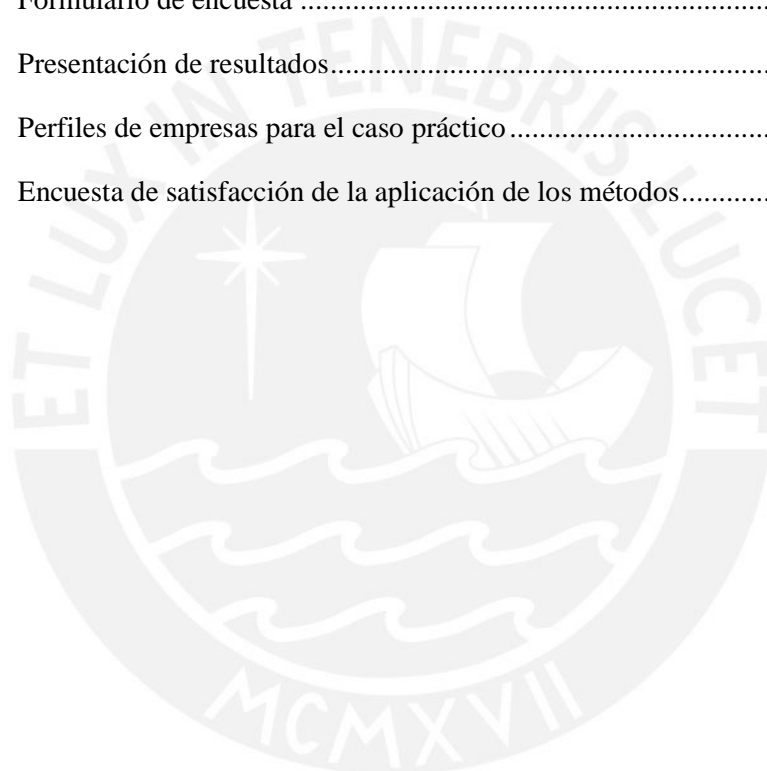 Formulario de encuesta ..............................................................
Presentación de resultados..............................................................
Perfiles de empresas para el caso práctico....................................
Encuesta de satisfacción de la aplicación de los métodos............
ET LUX IN TENEBRIS LUCET
MCMXVII